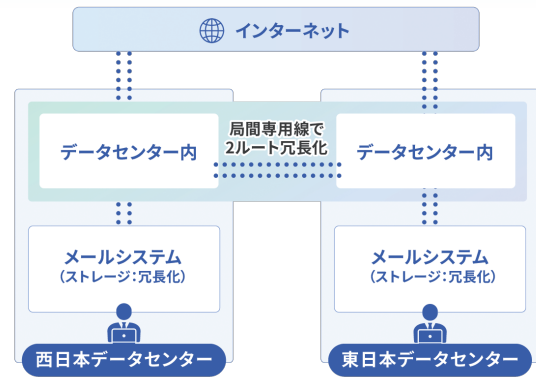 インターネット
局間専用線で
2ルート冗長化
データセンター内
データセンター内
メールシステム
（ストレージ：冗長化）
メールシステム
（ストレージ：冗長化）
西日本データセンター
東日本データセンター